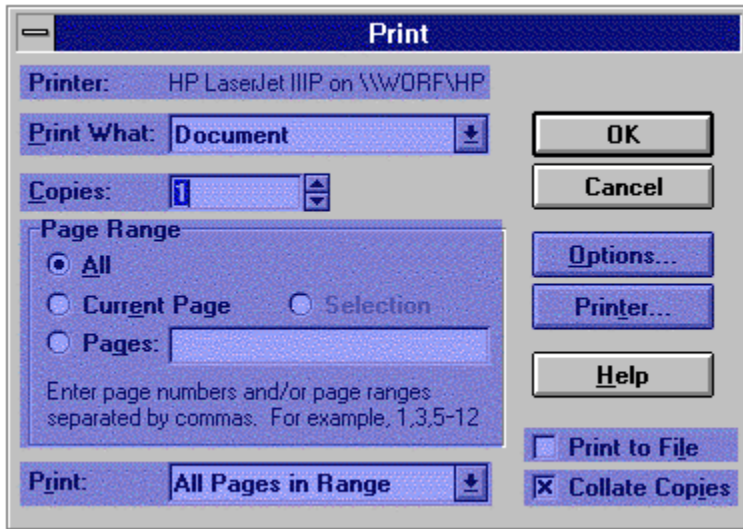 Print
Printer: HP LaserJet IIIP on \\WORF\HP
Print What: Document
OK
Copies: 1
Cancel
Page Range
All
Options...
Current Page Selection
Printer...
Pages:
Enter page numbers and/or page ranges
separated by commas. For example, 1,3,5-12
Help
Print to File
Print: All Pages in Range
Collate Copies